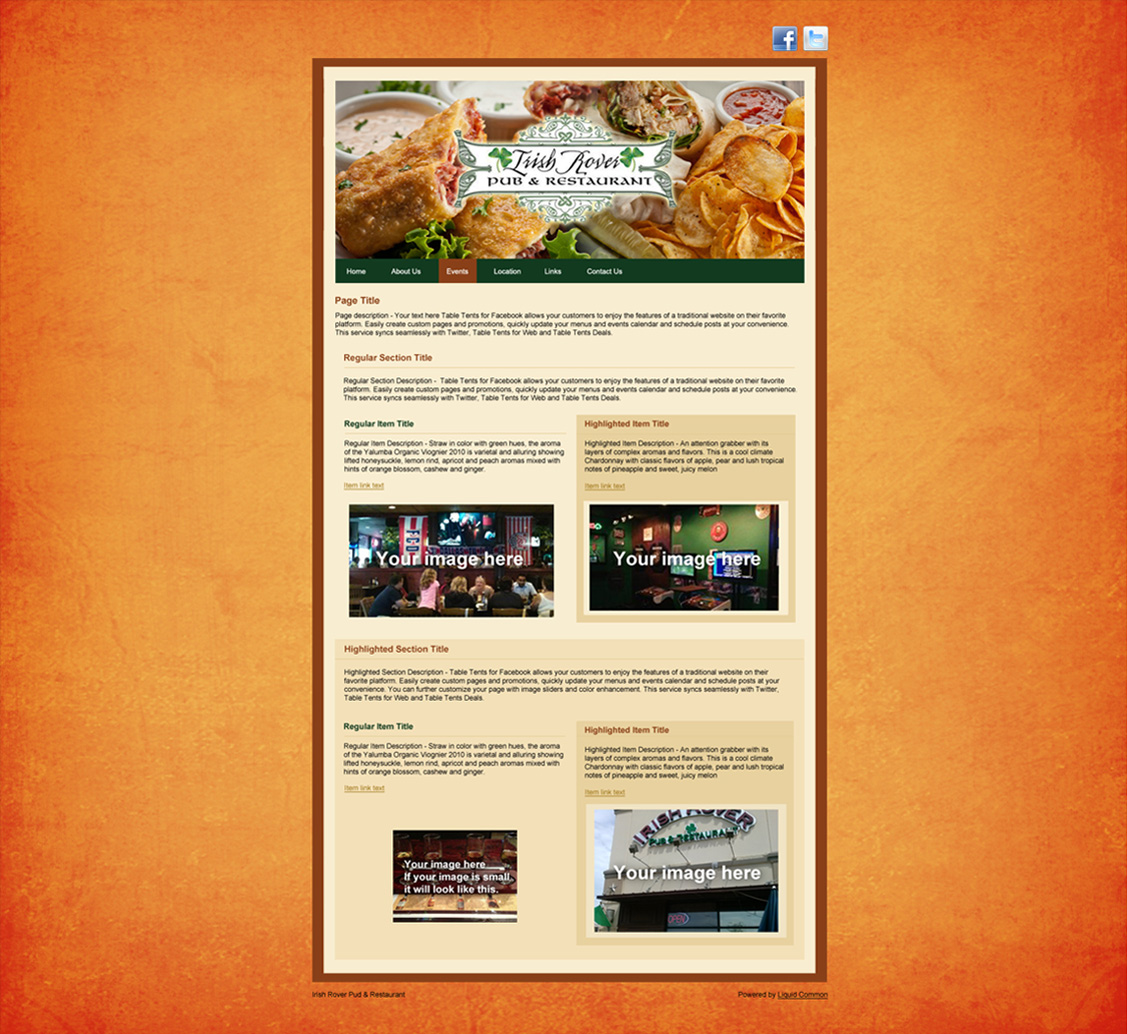 Irish Rover
PUB & RESTAURANT
Home About Us Events Location Links Contact Us
Page Title
Page description - Your text here Table Tents for Facebook allows your customers to enjoy the features of a traditional website on their favorite
platform. Easily create custom pages and promotions, quickly update your menus and events calendar and schedule posts at your convenience.
This service syncs seamlessly with Twitter, Table Tents for Web and Table Tents Deals.
Regular Section Title
Regular Section Description - Table Tents for Facebook allows your customers to enjoy the features of a traditional website on their favorite
platform. Easily create custom pages and promotions, quickly update your menus and events calendar and schedule posts at your convenience.
This service syncs seamlessly with Twitter, Table Tents for Web and Table Tents Deals.
Regular Item Title
Regular Item Description - Straw in color with green hues, the aroma
of the Yalumba Organic Viognier 2010 is varietal and alluring showing
lifted honeysuckle, lemon rind, apricot and peach aromas mixed with
hints of orange blossom, cashew and ginger.
Item link text
Your image here
Highlighted Item Title
Highlighted Item Description - An attention grabber with its
layers of complex aromas and flavors. This is a cool climate
Chardonnay with classic flavors of apple, pear and lush tropical
notes of pineapple and sweet, juicy melon
Item link text
Your image here
Highlighted Section Title
Highlighted Section Description - Table Tents for Facebook allows your customers to enjoy the features of a traditional website on their
favorite platform. Easily create custom pages and promotions, quickly update your menus and events calendar and schedule posts at your
convenience. You can further customize your page with image sliders and color enhancement. This service syncs seamlessly with Twitter,
Table Tents for Web and Table Tents Deals.
Regular Item Title
Regular Item Description - Straw in color with green hues, the aroma
of the Yalumba Organic Viognier 2010 is varietal and alluring showing
lifted honeysuckle, lemon rind, apricot and peach aromas mixed with
hints of orange blossom, cashew and ginger.
Item link text
Your image here
If your image is small,
it will look like this.
Highlighted Item Title
Highlighted Item Description - An attention grabber with its
layers of complex aromas and flavors. This is a cool climate
Chardonnay with classic flavors of apple, pear and lush tropical
notes of pineapple and sweet, juicy melon
Item link text
IRISH ROVER
PUB & RESTAURANT
Your image here
OPEN
Irish Rover Pud & Restaurant
Powered by Liquid Common